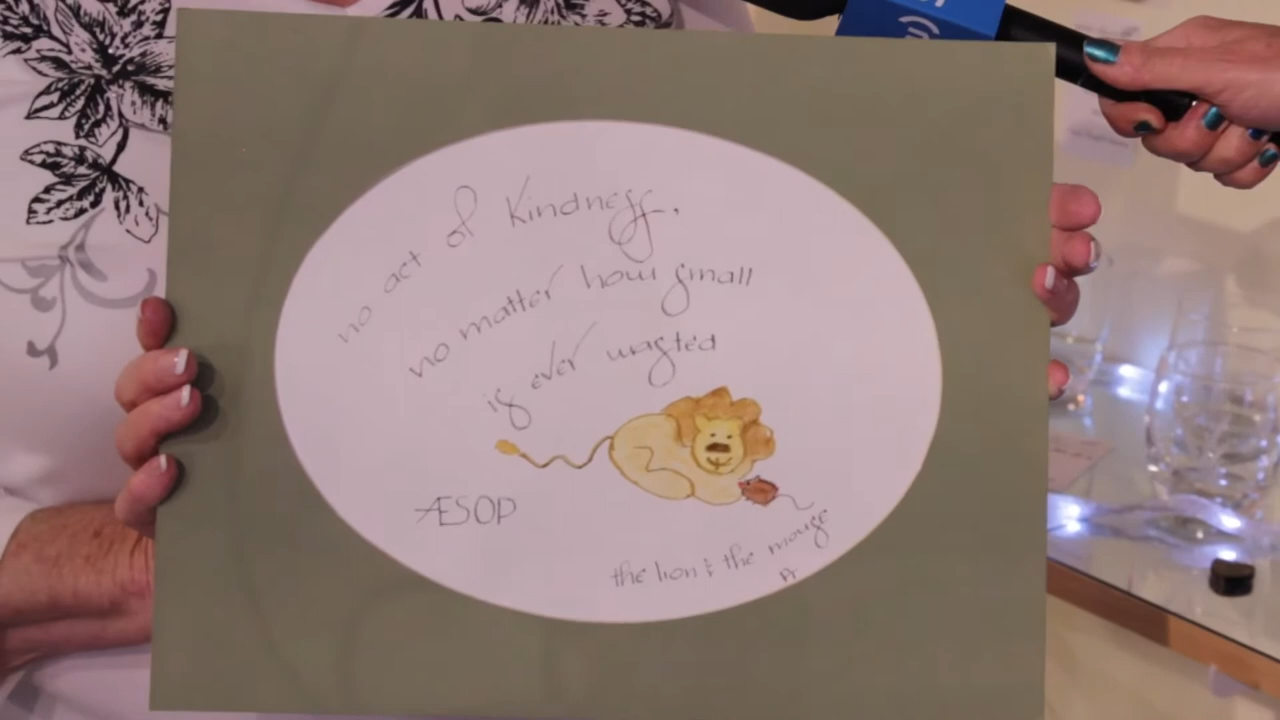 no act of kindness,
no matter how small
is ever wasted
ÆSOP
the lion & the mouse